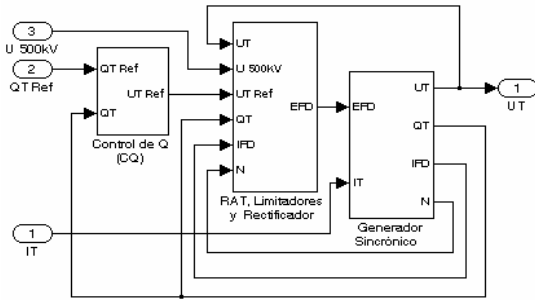 3
U 500kV
2
QT Ref
QT Ref
UT Ref
QT
Control de Q
(CQ)
UT
U 500kV
UT Ref
EFD
QT
IFD
N
RAT, Limitadores
y Rectificador
EFD
IT
UT
QT
IFD
N
Generador
Sincrónico
1
UT
1
IT